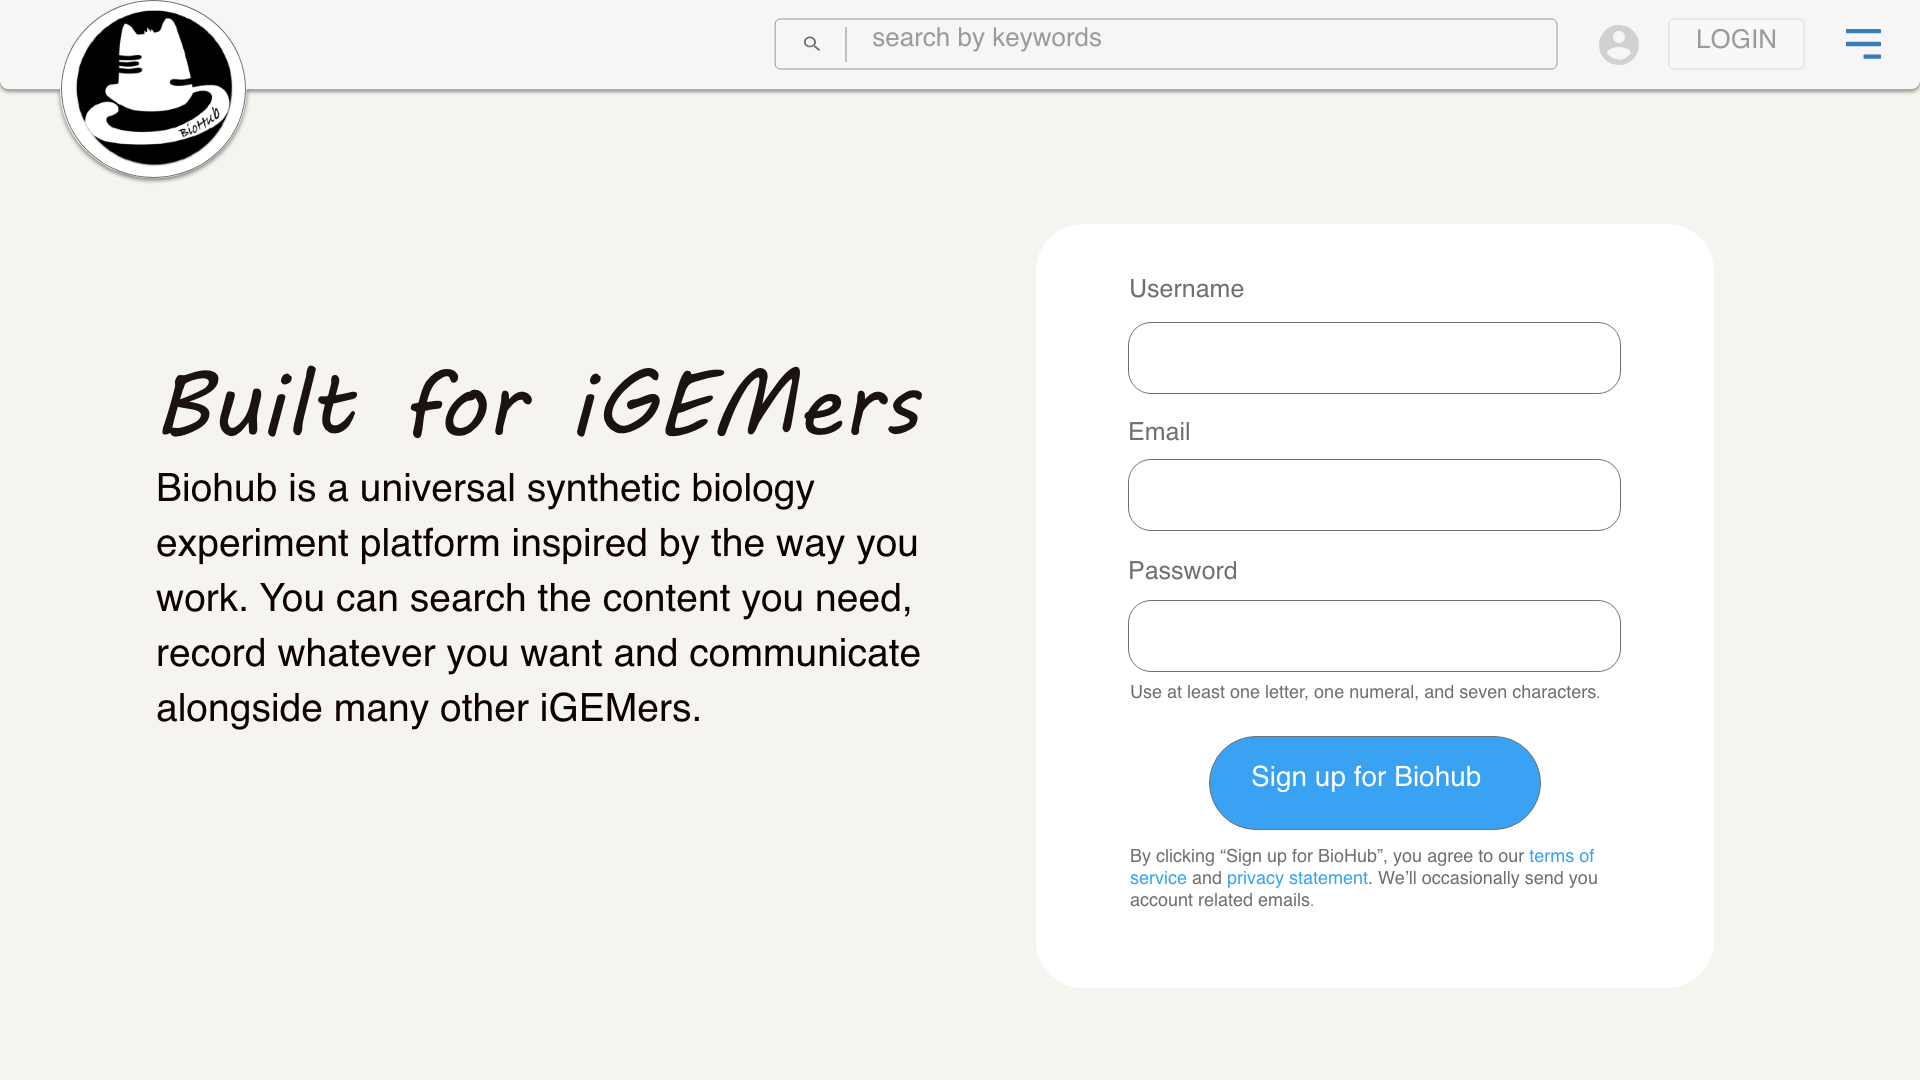 BioHub
search by keywords
LOGIN
Built for iGEMers
Biohub is a universal synthetic biology
experiment platform inspired by the way you
work. You can search the content you need,
record whatever you want and communicate
alongside many other iGEMers.
Username
Email
Password
Use at least one letter, one numeral, and seven characters.
Sign up for Biohub
By clicking “Sign up for BioHub”, you agree to our terms of
service and privacy statement. We’ll occasionally send you
account related emails.